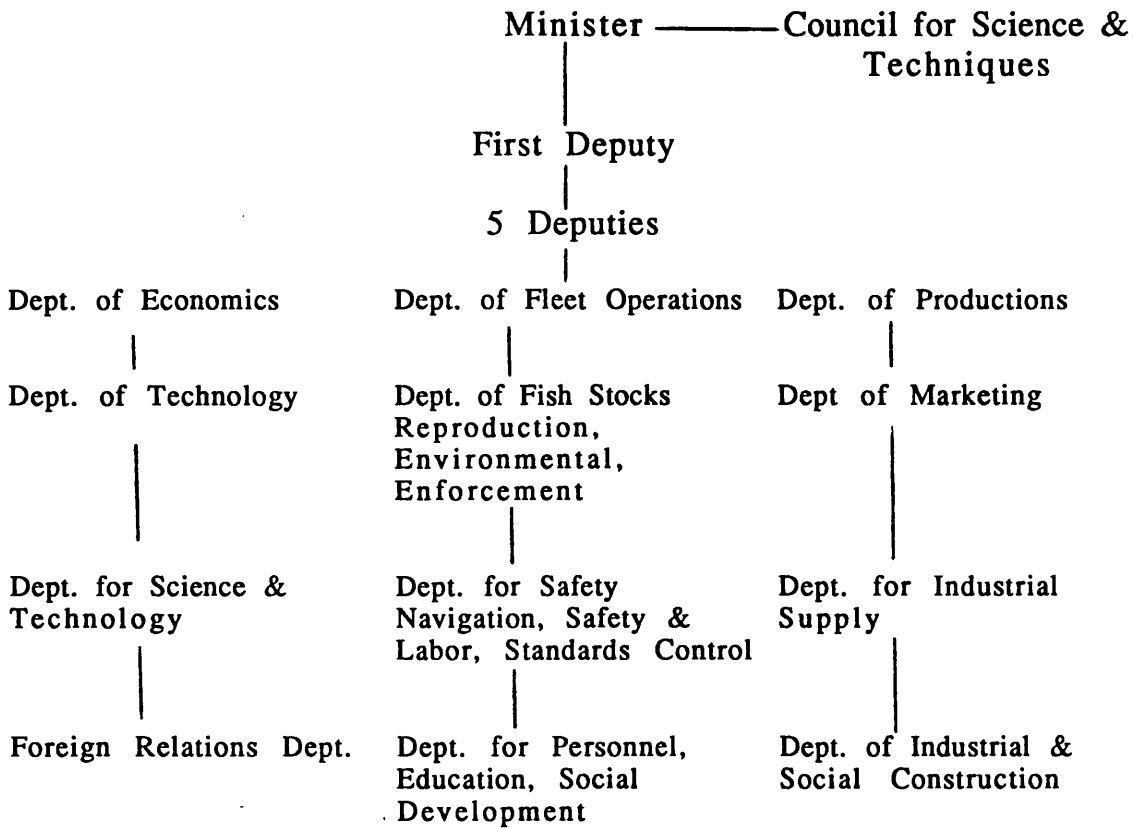 Minister
Council for Science &
Techniques
First Deputy
5 Deputies
Dept. of Economics
Dept. of Fleet Operations
Dept. of Productions
Dept. of Technology
Dept. of Fish Stocks
Reproduction,
Environmental,
Enforcement
Dept of Marketing
Dept. for Science &
Technology
Dept. for Safety
Navigation, Safety &
Labor, Standards Control
Dept. for Industrial
Supply
Foreign Relations Dept.
Dept. for Personnel,
Education, Social
Development
Dept. of Industrial &
Social Construction